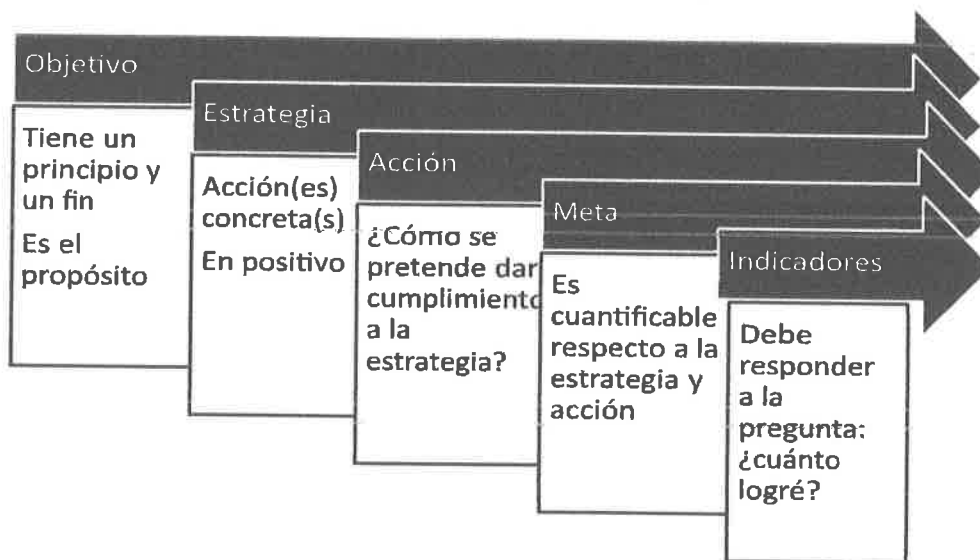 Objetivo
Tiene un
principio y
un fin
Es el
propósito
Estrategia
Acción(es)
concreta(s)
En positivo
Acción
¿Cómo se
pretende dar
cumplimiento
a la
estrategia?
Meta
Es
cuantificable
respecto a la
estrategia y
acción
Indicadores
Debe
responder
a la
pregunta:
¿cuánto
logré?